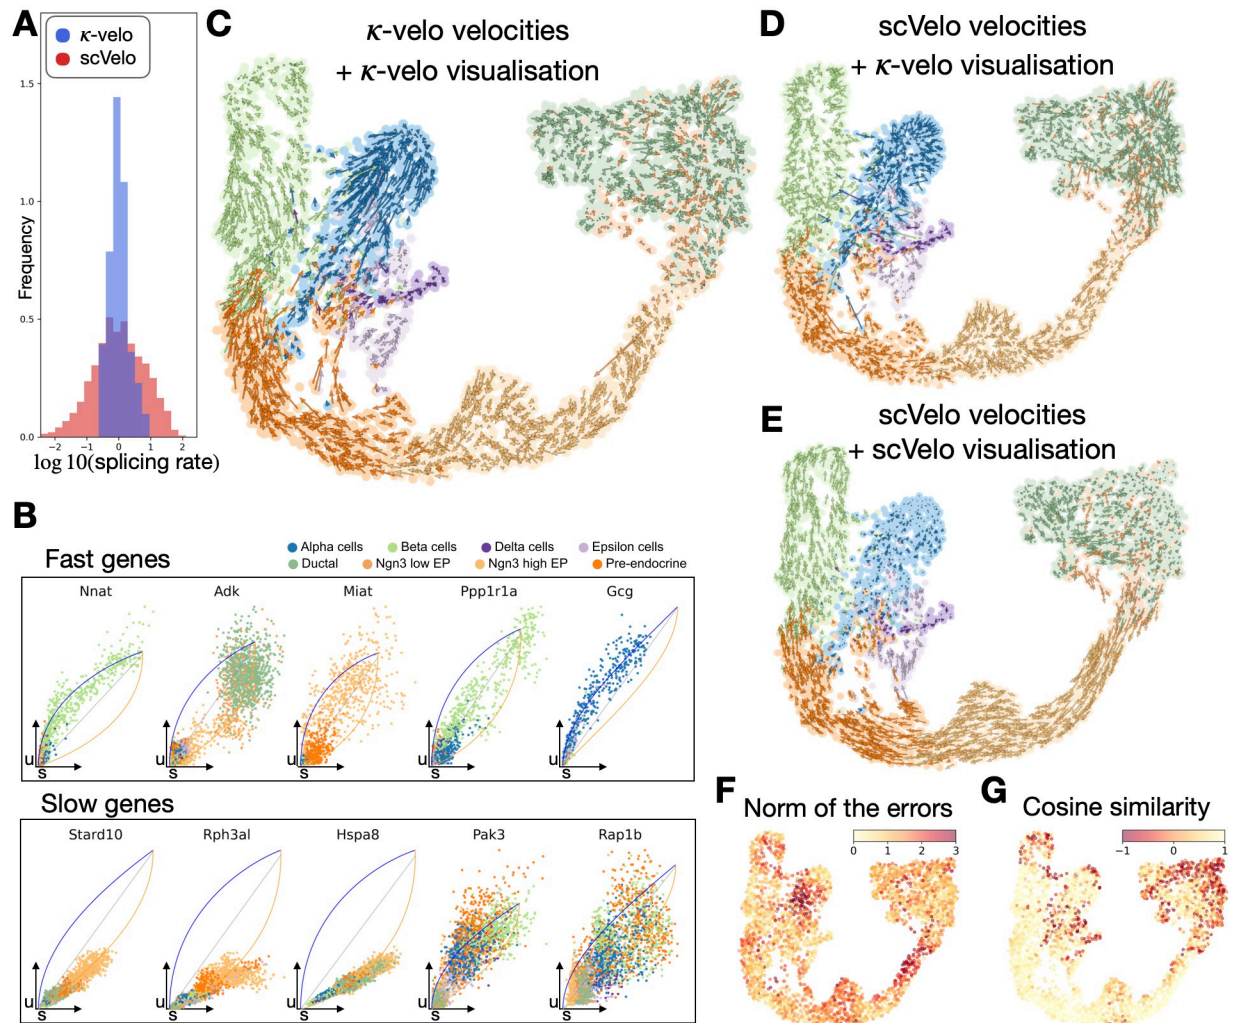 A
κ-velo
scVelo
1.5
1.0
0.5
0.0
Frequency
−2 −1 0 1 2
log 10(splicing rate)
C
κ-velo velocities
+ κ-velo visualisation
D
scVelo velocities
+ κ-velo visualisation
E
scVelo velocities
+ scVelo visualisation
B
Alpha cells Beta cells Delta cells Epsilon cells
Ductal Ngn3 low EP Ngn3 high EP Pre-endocrine
Fast genes
Nnat Adk Miat Ppp1r1a Gcg
u u u u u
s s s s s
Slow genes
Stard10 Rph3al Hspa8 Pak3 Rap1b
u u u u u
s s s s s
F
Norm of the errors
0 1 2 3
G
Cosine similarity
−1 0 1